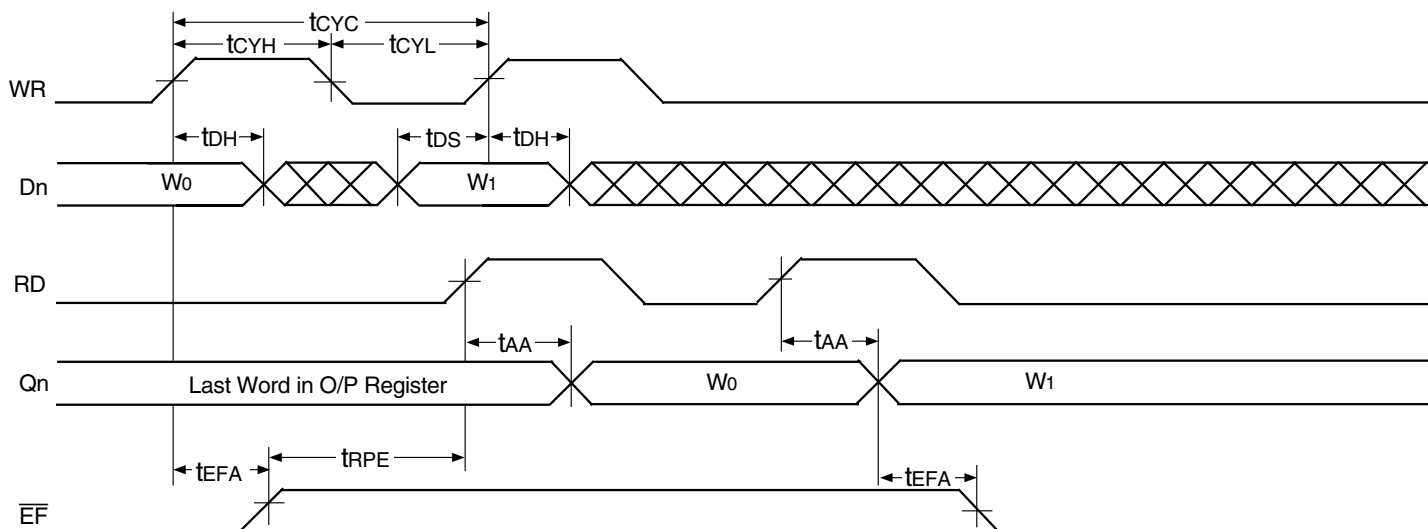 tCYC
tCYH tCYL
WR
tDH tDS tDH
Dn W0 W1
RD
tAA tAA
Qn Last Word in O/P Register W0 W1
tEFA tRPE tEFA
E̅F̅